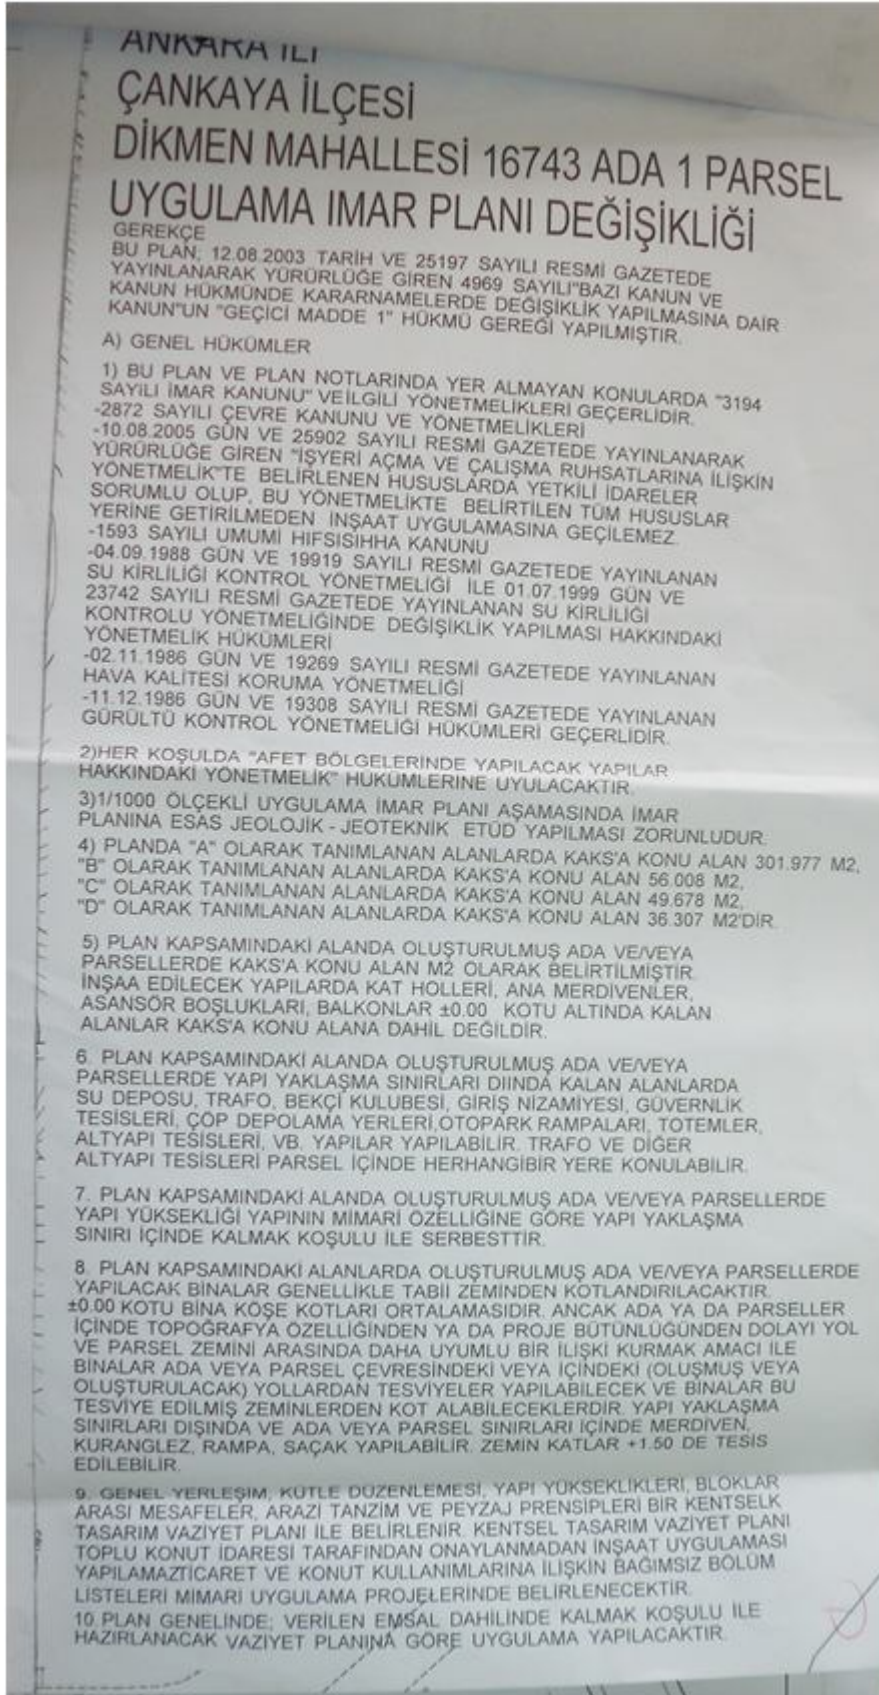 ANKARA İLİ
ÇANKAYA İLÇESİ
DİKMEN MAHALLESİ 16743 ADA 1 PARSEL
UYGULAMA IMAR PLANI DEĞİŞİKLİĞİ
GEREKÇE
BU PLAN, 12.08.2003 TARİH VE 25197 SAYILI RESMİ GAZETEDE
YAYINLANARAK YÜRÜRLÜĞE GİREN 4969 SAYILI"BAZI KANUN VE
KANUN HÜKMÜNDE KARARNAMELERDE DEĞİŞİKLİK YAPILMASINA DAİR
KANUN"UN "GEÇİCİ MADDE 1" HÜKMÜ GEREĞİ YAPILMIŞTIR.
A) GENEL HÜKÜMLER
1) BU PLAN VE PLAN NOTLARINDA YER ALMAYAN KONULARDA "3194
SAYILI İMAR KANUNU" VEİLGİLİ YÖNETMELİKLERİ GEÇERLİDİR.
-2872 SAYILI ÇEVRE KANUNU VE YÖNETMELİKLERİ
-10.08.2005 GÜN VE 25902 SAYILI RESMİ GAZETEDE YAYINLANARAK
YÜRÜRLÜĞE GİREN "İŞYERİ AÇMA VE ÇALIŞMA RUHSATLARINA İLİŞKİN
YÖNETMELİK"TE BELİRLENEN HUSUSLARDA YETKİLİ İDARELER
SORUMLU OLUP, BU YÖNETMELİKTE BELİRTİLEN TÜM HUSUSLAR
YERİNE GETİRİLMEDEN INŞAAT UYGULAMASINA GEÇİLEMEZ.
-1593 SAYILI UMUMİ HIFSISIHHA KANUNU
-04.09.1988 GÜN VE 19919 SAYILI RESMİ GAZETEDE YAYINLANAN
SU KİRLİLİĞİ KONTROL YÖNETMELİĞİ İLE 01.07.1999 GÜN VE
23742 SAYILI RESMİ GAZETEDE YAYINLANAN SU KİRLİLİĞİ
KONTROLU YÖNETMELİĞİNDE DEĞİŞİKLİK YAPILMASI HAKKINDAKİ
YÖNETMELİK HÜKÜMLERİ
-02.11.1986 GÜN VE 19269 SAYILI RESMİ GAZETEDE YAYINLANAN
HAVA KALİTESİ KORUMA YÖNETMELİĞİ
-11.12.1986 GÜN VE 19308 SAYILI RESMİ GAZETEDE YAYINLANAN
GÜRÜLTÜ KONTROL YÖNETMELİĞİ HÜKÜMLERİ GEÇERLİDİR.
2)HER KOŞULDA "AFET BÖLGELERİNDE YAPILACAK YAPILAR
HAKKINDAKİ YÖNETMELİK" HÜKÜMLERINE UYULACAKTIR.
3)1/1000 ÖLÇEKLİ UYGULAMA İMAR PLANI AŞAMASINDA İMAR
PLANINA ESAS JEOLOJİK - JEOTEKNİK ETÜD YAPILMASI ZORUNLUDUR.
4) PLANDA "A" OLARAK TANIMLANAN ALANLARDA KAKS'A KONU ALAN 301.977 M2,
"B" OLARAK TANIMLANAN ALANLARDA KAKS'A KONU ALAN 56.008 M2,
"C" OLARAK TANIMLANAN ALANLARDA KAKS'A KONU ALAN 49.678 M2,
"D" OLARAK TANIMLANAN ALANLARDA KAKS'A KONU ALAN 36.307 M2'DİR.
5) PLAN KAPSAMINDAKİ ALANDA OLUŞTURULMUŞ ADA VE/VEYA
PARSELLERDE KAKS'A KONU ALAN M2 OLARAK BELİRTİLMİŞTİR.
İNŞAA EDİLECEK YAPILARDA KAT HOLLERİ, ANA MERDİVENLER,
ASANSÖR BOŞLUKLARI, BALKONLAR ±0.00 KOTU ALTINDA KALAN
ALANLAR KAKS'A KONU ALANA DAHİL DEĞİLDİR.
6. PLAN KAPSAMINDAKİ ALANDA OLUŞTURULMUŞ ADA VE/VEYA
PARSELLERDE YAPI YAKLAŞMA SINIRLARI DIINDA KALAN ALANLARDA
SU DEPOSU, TRAFO, BEKÇİ KULUBESİ, GİRİŞ NİZAMİYESİ, GÜVERNLİK
TESİSLERİ, ÇÖP DEPOLAMA YERLERİ,OTOPARK RAMPALARI, TOTEMLER,
ALTYAPI TESİSLERİ, VB. YAPILAR YAPILABİLİR. TRAFO VE DİĞER
ALTYAPI TESİSLERİ PARSEL İÇİNDE HERHANGİBİR YERE KONULABİLİR.
7. PLAN KAPSAMINDAKİ ALANDA OLUŞTURULMUŞ ADA VE/VEYA PARSELLERDE
YAPI YÜKSEKLİĞİ YAPININ MİMARİ ÖZELLİĞİNE GÖRE YAPI YAKLAŞMA
SINIRI İÇİNDE KALMAK KOŞULU İLE SERBESTTİR.
8. PLAN KAPSAMINDAKİ ALANLARDA OLUŞTURULMUŞ ADA VE/VEYA PARSELLERDE
YAPILACAK BİNALAR GENELLİKLE TABİİ ZEMİNDEN KOTLANDIRILACAKTIR.
±0.00 KOTU BİNA KÖŞE KOTLARI ORTALAMASIDIR. ANCAK ADA YA DA PARSELLER
İÇİNDE TOPOĞRAFYA ÖZELLİĞİNDEN YA DA PROJE BÜTÜNLÜĞÜNDEN DOLAYI YOL
VE PARSEL ZEMİNİ ARASINDA DAHA UYUMLU BİR İLİŞKİ KURMAK AMACI İLE
BİNALAR ADA VEYA PARSEL ÇEVRESİNDEKİ VEYA İÇİNDEKİ (OLUŞMUŞ VEYA
OLUŞTURULACAK) YOLLARDAN TESVİYELER YAPILABİLECEK VE BİNALAR BU
TESVİYE EDİLMİŞ ZEMİNLERDEN KOT ALABİLECEKLERDİR. YAPI YAKLAŞMA
SINIRLARI DIŞINDA VE ADA VEYA PARSEL SINIRLARI İÇİNDE MERDİVEN,
KURANGLEZ, RAMPA, SAÇAK YAPILABİLİR. ZEMİN KATLAR +1.50 DE TESİS
EDİLEBİLİR.
9. GENEL YERLEŞİM, KÜTLE DÜZENLEMESİ, YAPI YÜKSEKLİKLERİ, BLOKLAR
ARASI MESAFELER, ARAZİ TANZİM VE PEYZAJ PRENSİPLERİ BİR KENTSELK
TASARIM VAZİYET PLANI İLE BELİRLENİR. KENTSEL TASARIM VAZİYET PLANI
TOPLU KONUT İDARESİ TARAFINDAN ONAYLANMADAN İNŞAAT UYGULAMASI
YAPILAMAZTİCARET VE KONUT KULLANIMLARINA İLİŞKİN BAĞIMSIZ BÖLÜM
LİSTELERİ MİMARİ UYGULAMA PROJELERİNDE BELİRLENECEKTİR.
10.PLAN GENELİNDE; VERİLEN EMSAL DAHİLİNDE KALMAK KOŞULU İLE
HAZIRLANACAK VAZİYET PLANINA GÖRE UYGULAMA YAPILACAKTIR.